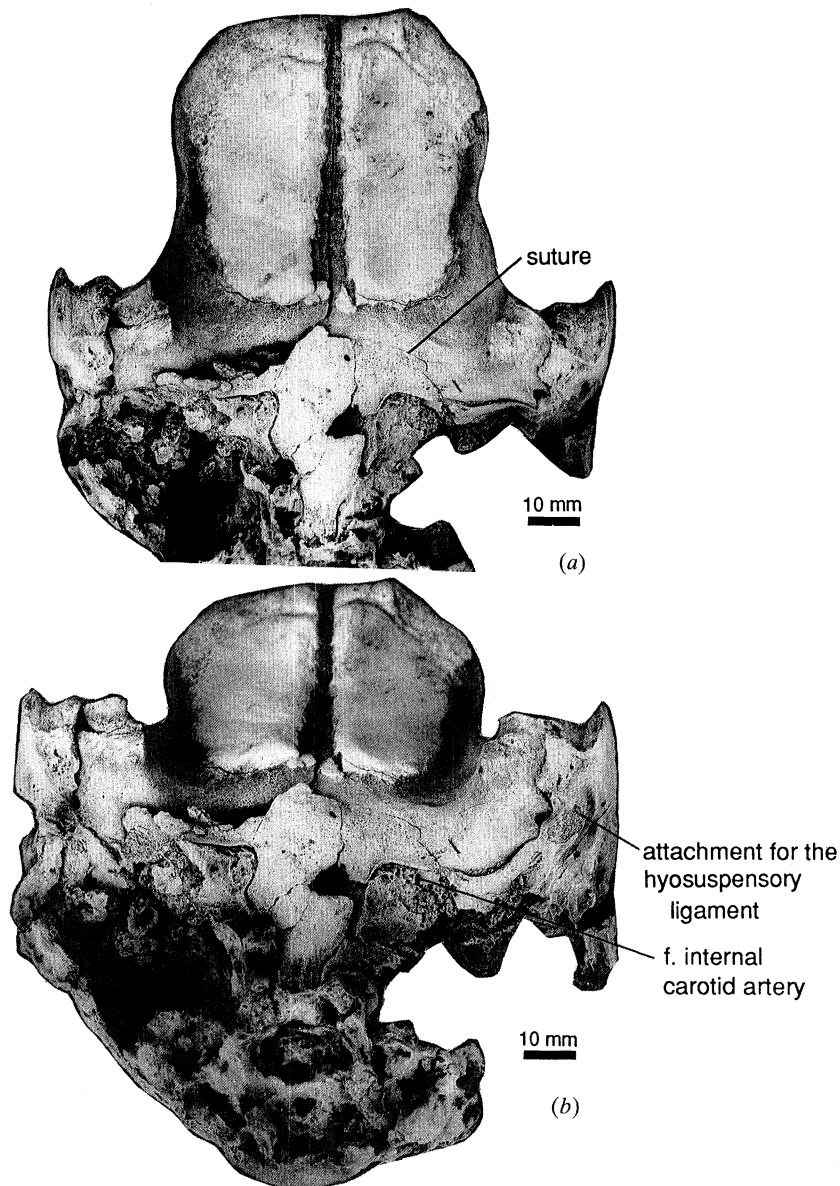 suture
10 mm
(a)
attachment for the
hyosuspensory
ligament
f. internal
carotid artery
10 mm
(b)